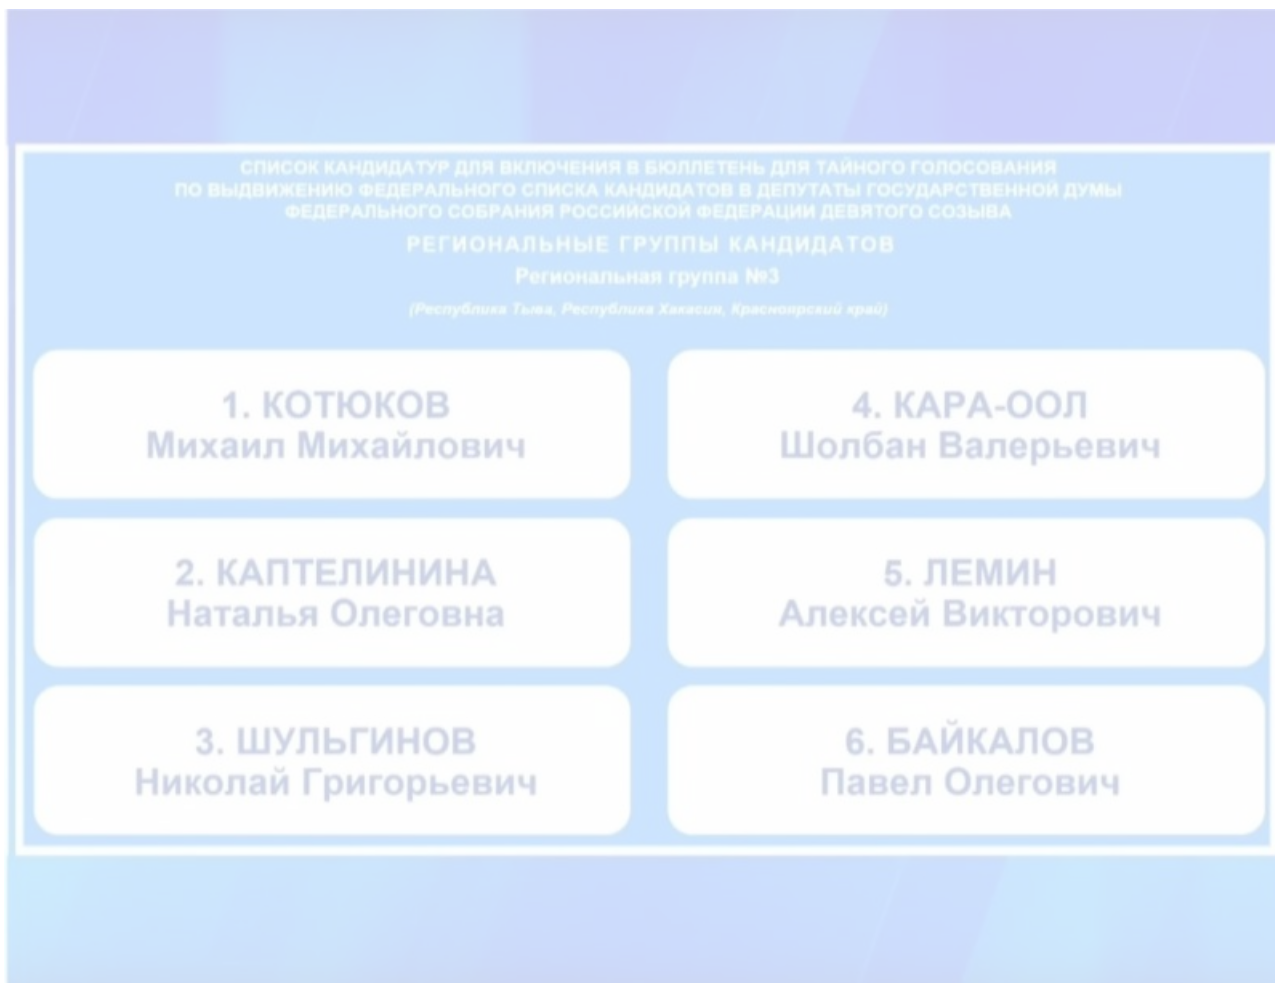 СПИСОК КАНДИДАТУР ДЛЯ ВКЛЮЧЕНИЯ В БЮЛЛЕТЕНЬ ДЛЯ ТАЙНОГО ГОЛОСОВАНИЯ
ПО ВЫДВИЖЕНИЮ ФЕДЕРАЛЬНОГО СПИСКА КАНДИДАТОВ В ДЕПУТАТЫ ГОСУДАРСТВЕННОЙ ДУМЫ
ФЕДЕРАЛЬНОГО СОБРАНИЯ РОССИЙСКОЙ ФЕДЕРАЦИИ ДЕВЯТОГО СОЗЫВА
РЕГИОНАЛЬНЫЕ ГРУППЫ КАНДИДАТОВ
Региональная группа №3
(Республика Тыва, Республика Хакасия, Красноярский край)
1. КОТЮКОВ
Михаил Михайлович
2. КАПТЕЛИНИНА
Наталья Олеговна
3. ШУЛЬГИНОВ
Николай Григорьевич
4. КАРА-ООЛ
Шолбан Валерьевич
5. ЛЕМИН
Алексей Викторович
6. БАЙКАЛОВ
Павел Олегович